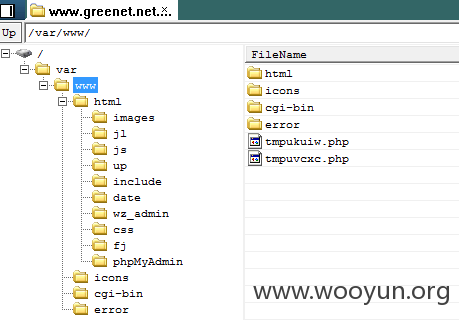 www.greenet.net.
Up /var/www/
/
var
www
html
images
jl
js
up
include
date
wz_admin
css
fj
phpMyAdmin
icons
cgi-bin
error
FileName
html
icons
cgi-bin
error
tmpukuiw.php
tmpuvcxc.php
www.wooyun.org